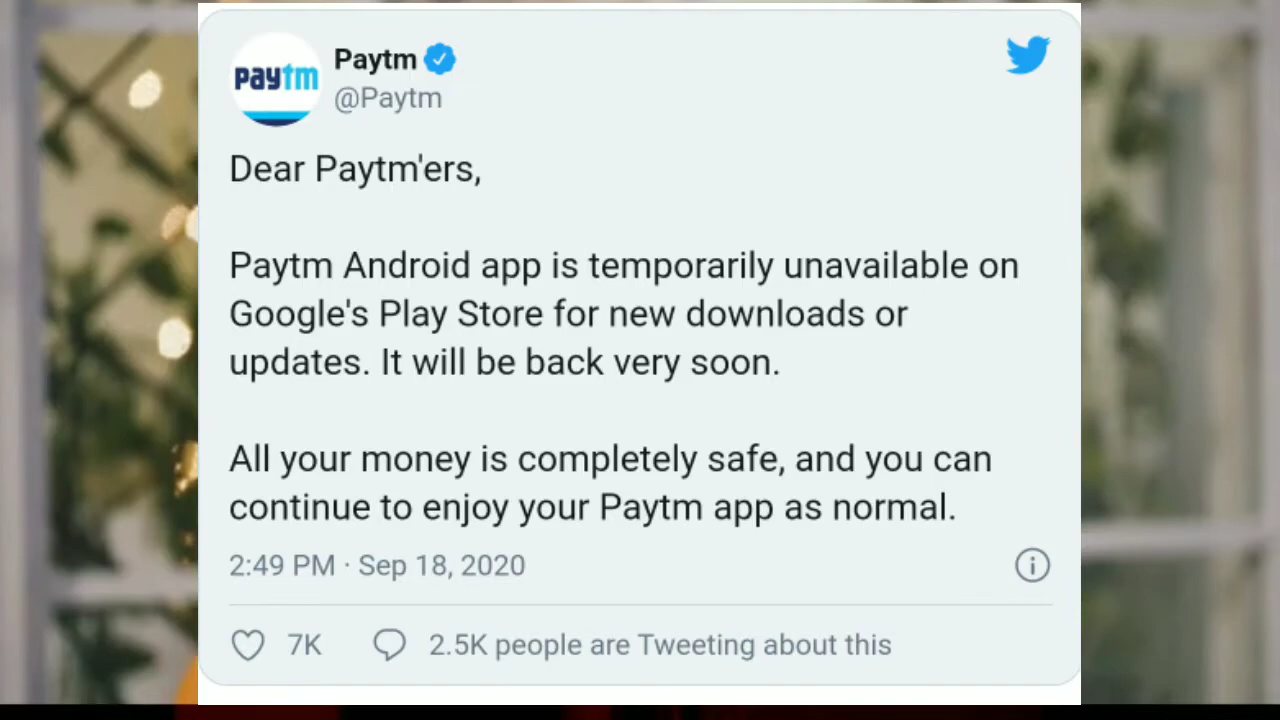 paytm
Paytm
@Paytm
Dear Paytm'ers,
Paytm Android app is temporarily unavailable on
Google's Play Store for new downloads or
updates. It will be back very soon.
All your money is completely safe, and you can
continue to enjoy your Paytm app as normal.
2:49 PM · Sep 18, 2020
7K
2.5K people are Tweeting about this